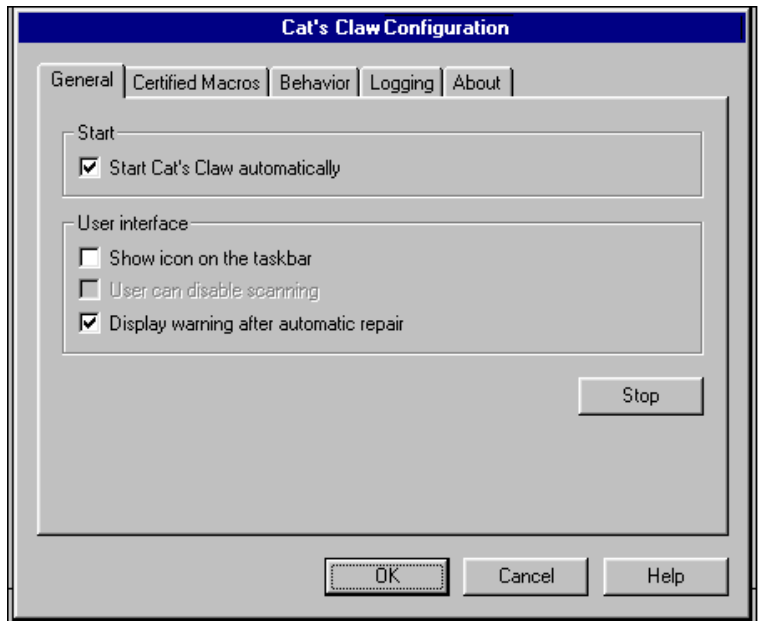 Cat's Claw Configuration
General Certified Macros Behavior Logging About
Start
Start Cat's Claw automatically
User interface
Show icon on the taskbar
User can disable scanning
Display warning after automatic repair
Stop
OK Cancel Help